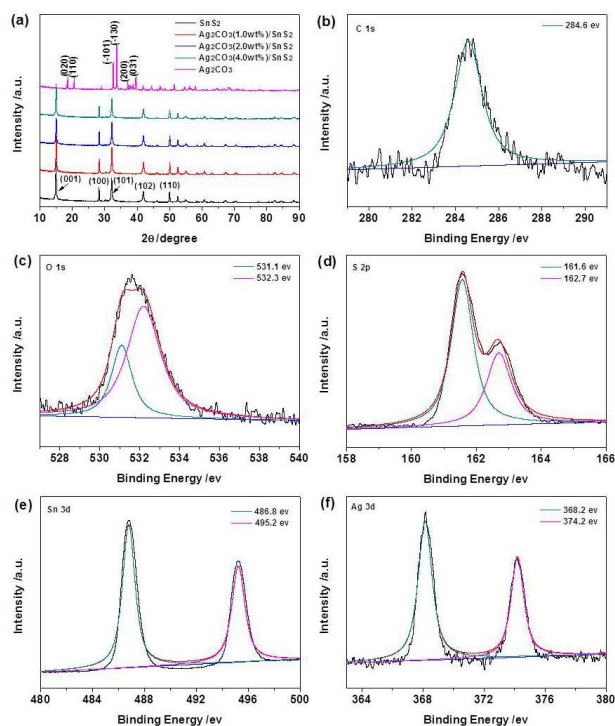 (a)
SnS2
Ag2CO3(1.0wt%)/SnS2
Ag2CO3(2.0wt%)/SnS2
Ag2CO3(4.0wt%)/SnS2
Ag2CO3
(020)
(110)
(-101)
(-130)
(200)
(031)
(001)
(100)
(101)
(102)
(110)
Intensity /a.u.
10 20 30 40 50 60 70 80 90
2θ/degree
(b)
C 1s
284.6 ev
Intensity /a.u.
280 282 284 286 288 290
Binding Energy /ev
(c)
O 1s
531.1 ev
532.3 ev
Intensity /a.u.
528 530 532 534 536 538 540
Binding Energy /ev
(d)
S 2p
161.6 ev
162.7 ev
Intensity /a.u.
158 160 162 164 166
Binding Energy /ev
(e)
Sn 3d
486.8 ev
495.2 ev
Intensity /a.u.
480 484 488 492 496 500
Binding Energy /ev
(f)
Ag 3d
368.2 ev
374.2 ev
Intensity /a.u.
364 368 372 376 380
Binding Energy /ev